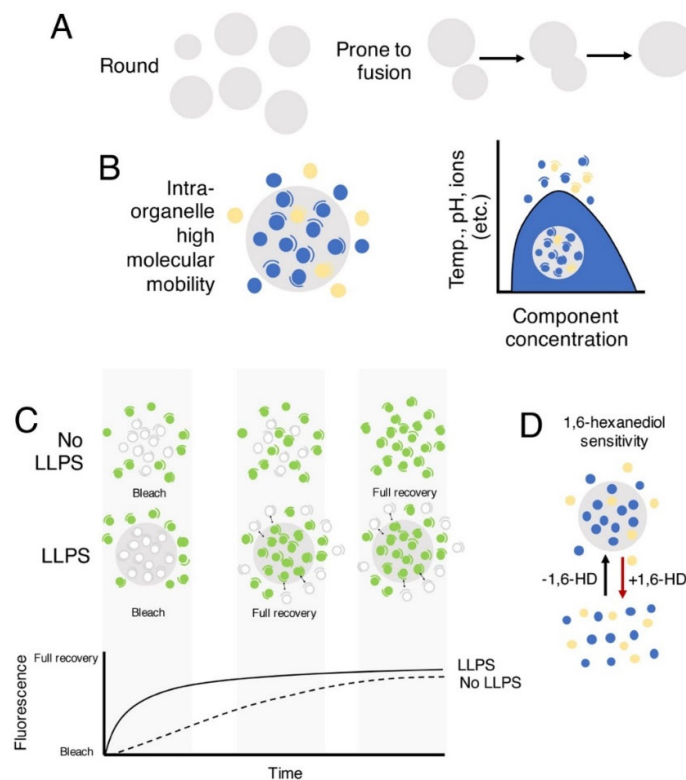 A
Round
Prone to
fusion
B
Intra-
organelle
high
molecular
mobility
Temp., pH, ions
(etc.)
Component
concentration
C
No
LLPS
Bleach
Full recovery
LLPS
Bleach
Full recovery
Full recovery
Fluorescence
Bleach
LLPS
No LLPS
Time
D
1,6-hexanediol
sensitivity
-1,6-HD
+1,6-HD